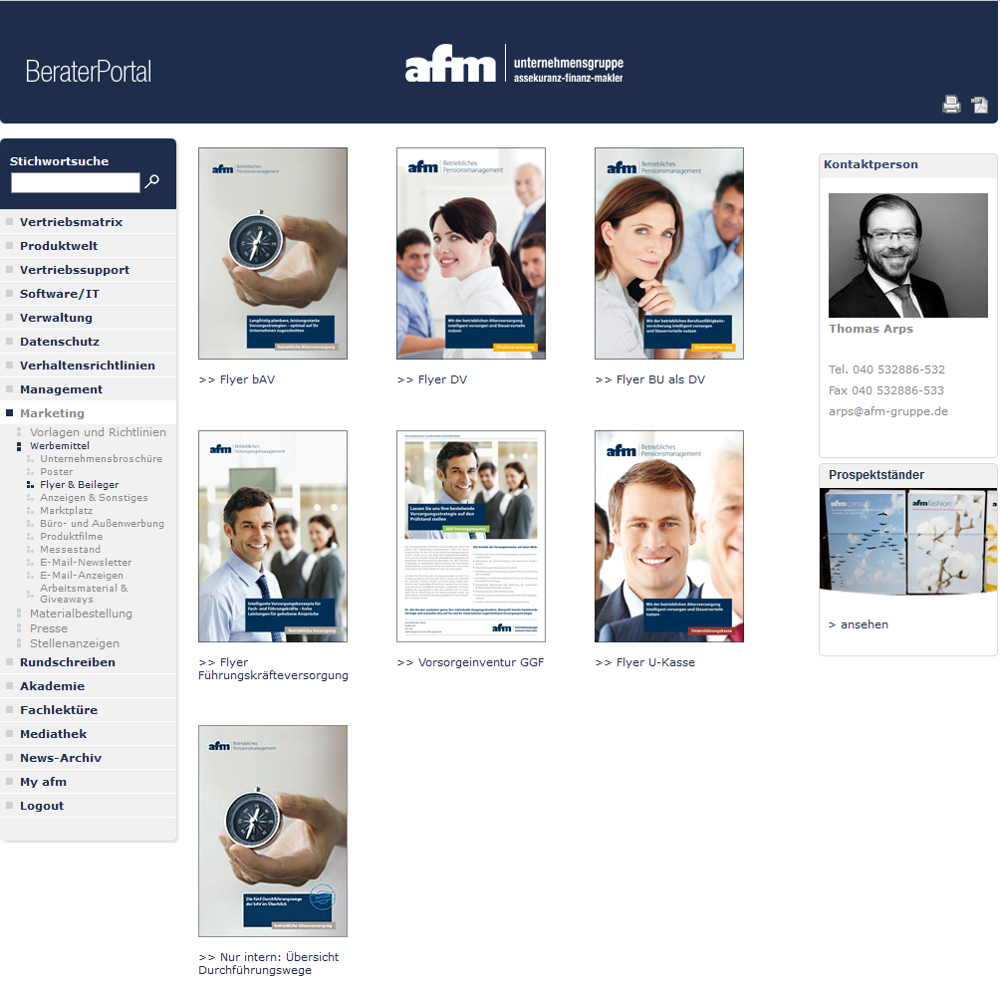 BeraterPortal
afm
unternehmensgruppe
assekuranz-finanz-makler
Stichwortsuche
Vertriebsmatrix
Produktwelt
Vertriebssupport
Software/IT
Verwaltung
Datenschutz
Verhaltensrichtlinien
Management
Marketing
Vorlagen und Richtlinien
Werbemittel
Unternehmensbroschüre
Poster
Flyer & Beileger
Anzeigen & Sonstiges
Marktplatz
Büro- und Außenwerbung
Produktfilme
Messestand
E-Mail-Newsletter
E-Mail-Anzeigen
Arbeitsmaterial &
Giveaways
Materialbestellung
Presse
Stellenanzeigen
Rundschreiben
Akademie
Fachlektüre
Mediathek
News-Archiv
My afm
Logout
afm Betriebliches
Pensionsmanagement
Langfristig planbare, leistungsstarke
Vorsorgestrategien – optimal auf Ihr
Unternehmen zugeschnitten
Betriebliche Altersversorgung
>> Flyer bAV
afm Betriebliches
Pensionsmanagement
Mit der betrieblichen Altersversorgung
intelligent vorsorgen und Steuervorteile
nutzen
Direktversicherung
>> Flyer DV
afm Betriebliches
Pensionsmanagement
Mit der betrieblichen Berufsunfähigkeits-
versicherung intelligent vorsorgen
und Steuervorteile nutzen
Direktversicherung
>> Flyer BU als DV
afm Betriebliches
Versorgungsmanagement
Intelligente Versorgungskonzepte für
Fach- und Führungskräfte – hohe
Leistungen für gehobene Ansprüche
Betriebliche Versorgung
>> Flyer
Führungskräfteversorgung
Lassen Sie uns Ihre bestehende
Versorgungsstrategie auf den
Prüfstand stellen
GGF-Vorsorgeinventur
afm
>> Vorsorgeinventur GGF
afm Betriebliches
Pensionsmanagement
Mit der betrieblichen Altersversorgung
intelligent vorsorgen und Steuervorteile
nutzen
Unterstützungskasse
>> Flyer U-Kasse
afm Betriebliches
Pensionsmanagement
Die fünf Durchführungswege
der bAV im Überblick
INTERN
Betriebliche Altersversorgung
>> Nur intern: Übersicht
Durchführungswege
Kontaktperson
Thomas Arps
Tel. 040 532886-532
Fax 040 532886-533
arps@afm-gruppe.de
Prospektständer
afmconsult
afmfashion
> ansehen